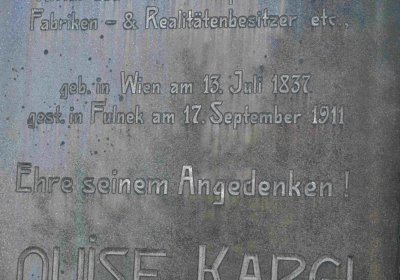 Fabriken - & Realitätenbesitzer etc.,
geb. in Wien am 13. Juli 1837
gest. in Fulnek am 17. September 1911
Ehre seinem Angedenken!